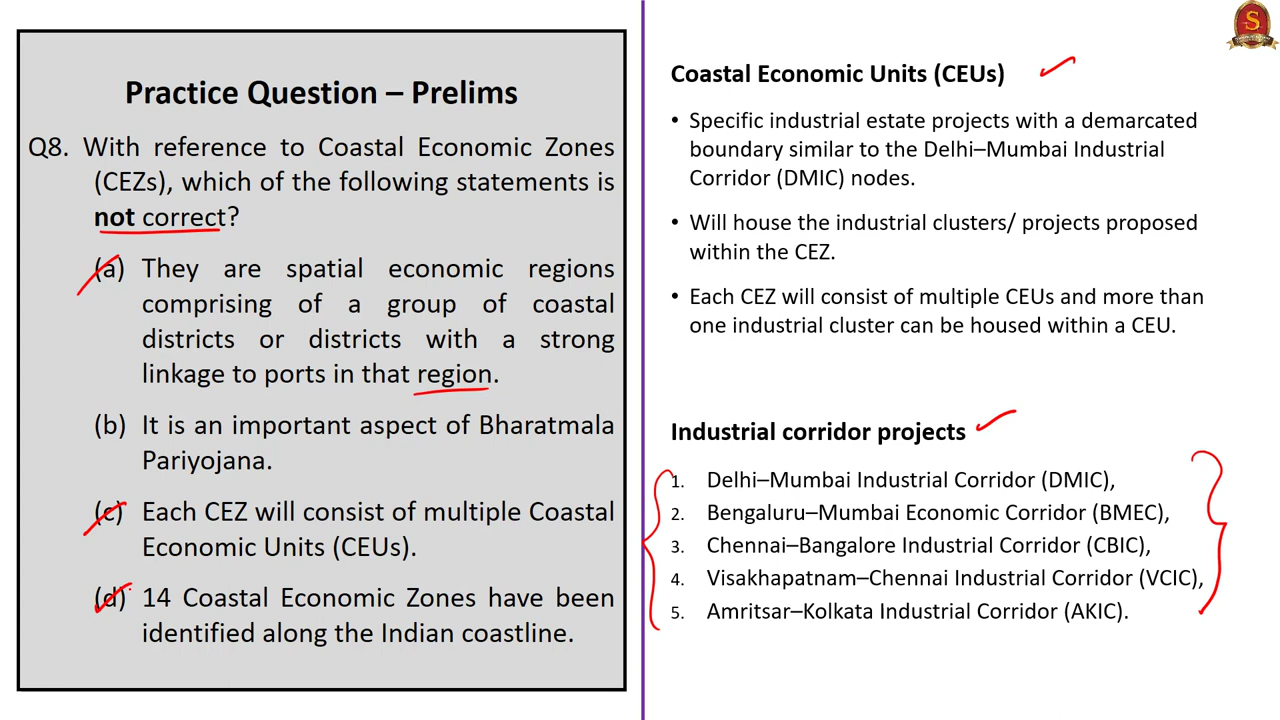 Practice Question – Prelims
Q8. With reference to Coastal Economic Zones
(CEZs), which of the following statements is
not correct?
(a) They are spatial economic regions
comprising of a group of coastal
districts or districts with a strong
linkage to ports in that region.
(b) It is an important aspect of Bharatmala
Pariyojana.
(c) Each CEZ will consist of multiple Coastal
Economic Units (CEUs).
(d) 14 Coastal Economic Zones have been
identified along the Indian coastline.
Coastal Economic Units (CEUs)
• Specific industrial estate projects with a demarcated
boundary similar to the Delhi–Mumbai Industrial
Corridor (DMIC) nodes.
• Will house the industrial clusters/ projects proposed
within the CEZ.
• Each CEZ will consist of multiple CEUs and more than
one industrial cluster can be housed within a CEU.
Industrial corridor projects
1. Delhi–Mumbai Industrial Corridor (DMIC),
2. Bengaluru–Mumbai Economic Corridor (BMEC),
3. Chennai–Bangalore Industrial Corridor (CBIC),
4. Visakhapatnam–Chennai Industrial Corridor (VCIC),
5. Amritsar–Kolkata Industrial Corridor (AKIC).
S